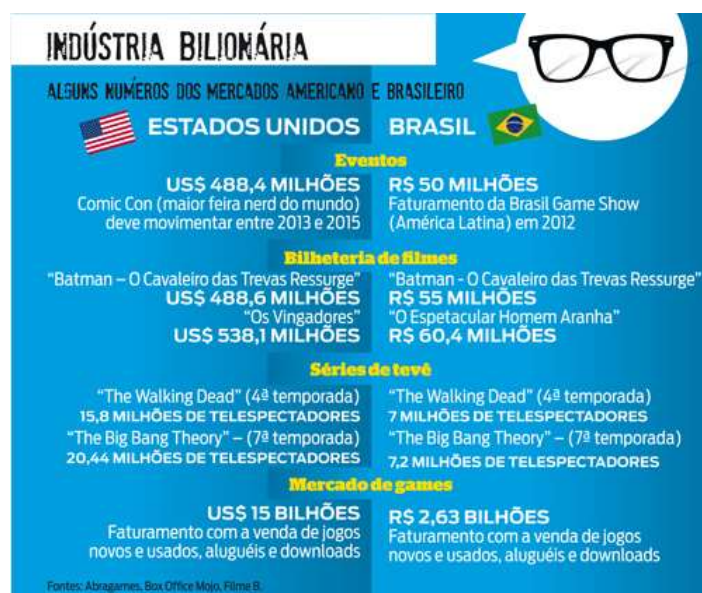 INDÚSTRIA BILIONÁRIA
ALGUNS NÚMEROS DOS MERCADOS AMERICANO E BRASILEIRO
ESTADOS UNIDOS
BRASIL
Eventos
US$ 488,4 MILHÕES
Comic Con (maior feira nerd do mundo)
deve movimentar entre 2013 e 2015
R$ 50 MILHÕES
Faturamento da Brasil Game Show
(América Latina) em 2012
Bilheteria de filmes
“Batman – O Cavaleiro das Trevas Ressurge”
US$ 488,6 MILHÕES
“Os Vingadores”
US$ 538,1 MILHÕES
“Batman - O Cavaleiro das Trevas Ressurge”
R$ 55 MILHÕES
“O Espetacular Homem Aranha”
R$ 60,4 MILHÕES
Séries de tevê
“The Walking Dead” (4ª temporada)
15,8 MILHÕES DE TELESPECTADORES
“The Big Bang Theory” – (7ª temporada)
20,44 MILHÕES DE TELESPECTADORES
“The Walking Dead” (4ª temporada)
7 MILHÕES DE TELESPECTADORES
“The Big Bang Theory” – (7ª temporada)
7,2 MILHÕES DE TELESPECTADORES
Mercado de games
US$ 15 BILHÕES
Faturamento com a venda de jogos
novos e usados, aluguéis e downloads
R$ 2,63 BILHÕES
Faturamento com a venda de jogos
novos e usados, aluguéis e downloads
Fontes: Abragames, Box Office Mojo, Filme B.